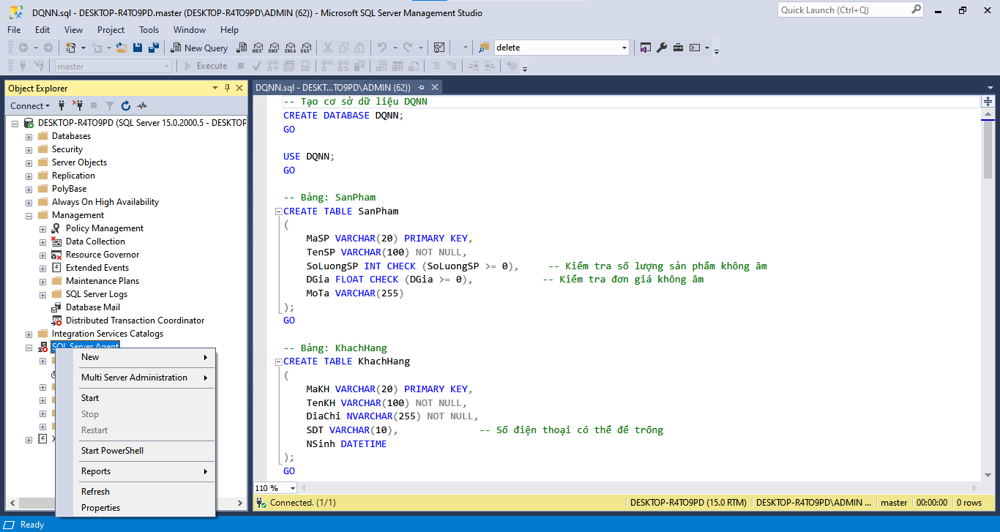 DQNN.sql - DESKTOP-R4TO9PD.master (DESKTOP-R4TO9PD\ADMIN (62)) - Microsoft SQL Server Management Studio
Quick Launch (Ctrl+Q)
File Edit View Project Tools Window Help
New Query
MDX DMX XMLA DAX
delete
master
Execute
Object Explorer
DQNN.sql - DESKT...TO9PD\ADMIN (62))
Connect
DESKTOP-R4TO9PD (SQL Server 15.0.2000.5 - DESKTOP
Databases
Security
Server Objects
Replication
PolyBase
Always On High Availability
Management
Policy Management
Data Collection
Resource Governor
Extended Events
Maintenance Plans
SQL Server Logs
Database Mail
Distributed Transaction Coordinator
Integration Services Catalogs
SQL Server Agent
New
Multi Server Administration
Start
Stop
Restart
Start PowerShell
Reports
Refresh
Properties
-- Tạo cơ sở dữ liệu DQNN
CREATE DATABASE DQNN;
GO
USE DQNN;
GO
-- Bảng: SanPham
CREATE TABLE SanPham
(
MaSP VARCHAR(20) PRIMARY KEY,
TenSP VARCHAR(100) NOT NULL,
SoLuongSP INT CHECK (SoLuongSP >= 0), -- Kiểm tra số lượng sản phẩm không âm
DGia FLOAT CHECK (DGia >= 0), -- Kiểm tra đơn giá không âm
MoTa VARCHAR(255)
);
GO
-- Bảng: KhachHang
CREATE TABLE KhachHang
(
MaKH VARCHAR(20) PRIMARY KEY,
TenKH VARCHAR(100) NOT NULL,
DiaChi NVARCHAR(255) NOT NULL,
SDT VARCHAR(10), -- Số điện thoại có thể để trống
NSinh DATETIME
);
GO
110 %
Connected. (1/1)
DESKTOP-R4TO9PD (15.0 RTM) DESKTOP-R4TO9PD\ADMIN ... master 00:00:00 0 rows
Ready